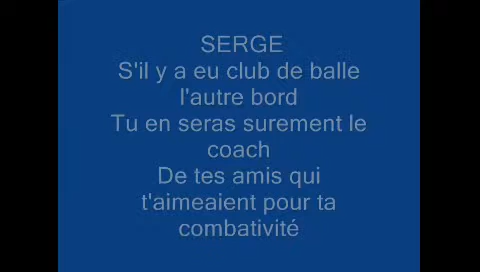 SERGE
S'il y a eu club de balle
l'autre bord
Tu en seras surement le
coach
De tes amis qui
t'aimeaient pour ta
combativité